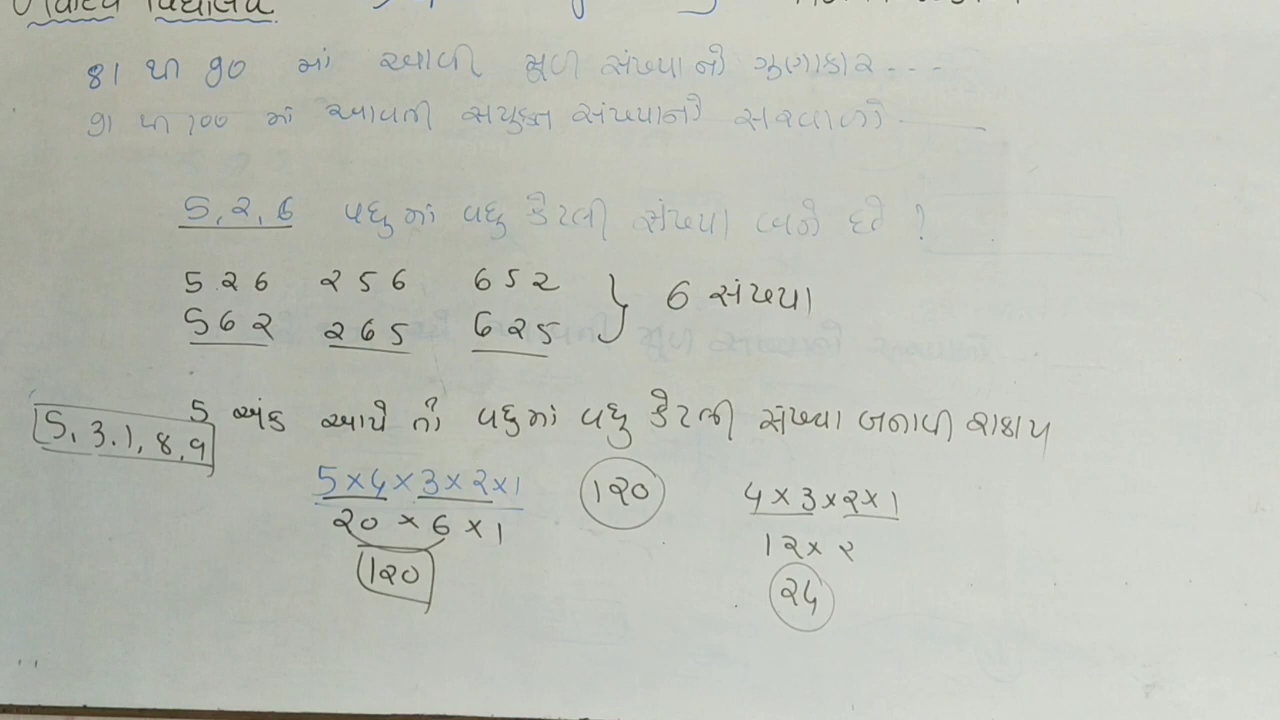 વિદ્યાલય
81 થી 90 માં આવતી મૂળ સંખ્યાનો ગુણાકાર ----
91 થી 100 માં આવતી સંયુક્ત સંખ્યાનો સરવાળો
5, 2, 6 વધુ માં વધુ કેટલી સંખ્યા બને ?
526 256 652 } 6 સંખ્યા
562 265 625
5 અંક આપે તો વધુમાં વધુ કેટલી સંખ્યા બનાવી શકાય
5, 3.1, 8, 9
5×4×3×2×1 120 4×3×2×1
20×6×1 12×2
120 24